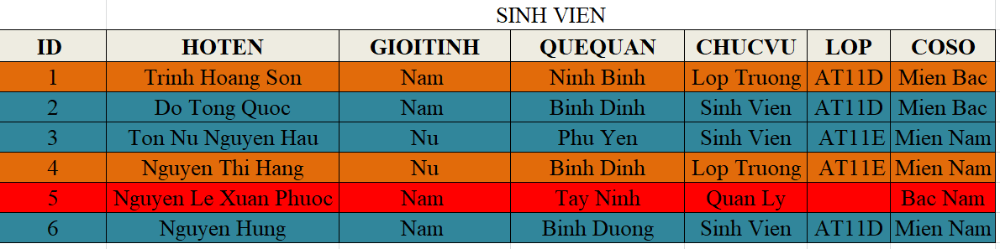 SINH VIEN
ID HOTEN GIOITINH QUEQUAN CHUCVU LOP COSO
1 Trinh Hoang Son Nam Ninh Binh Lop Truong AT11D Mien Bac
2 Do Tong Quoc Nam Binh Dinh Sinh Vien AT11D Mien Bac
3 Ton Nu Nguyen Hau Nu Phu Yen Sinh Vien AT11E Mien Nam
4 Nguyen Thi Hang Nu Binh Dinh Lop Truong AT11E Mien Nam
5 Nguyen Le Xuan Phuoc Nam Tay Ninh Quan Ly Bac Nam
6 Nguyen Hung Nam Binh Duong Sinh Vien AT11D Mien Nam